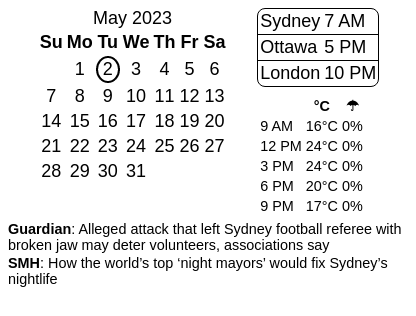 May 2023
Su Mo Tu We Th Fr Sa
1 2 3 4 5 6
7 8 9 10 11 12 13
14 15 16 17 18 19 20
21 22 23 24 25 26 27
28 29 30 31
Sydney 7 AM
Ottawa 5 PM
London 10 PM
°C ☂
9 AM 16°C 0%
12 PM 24°C 0%
3 PM 24°C 0%
6 PM 20°C 0%
9 PM 17°C 0%
Guardian: Alleged attack that left Sydney football referee with
broken jaw may deter volunteers, associations say
SMH: How the world’s top ‘night mayors’ would fix Sydney’s
nightlife